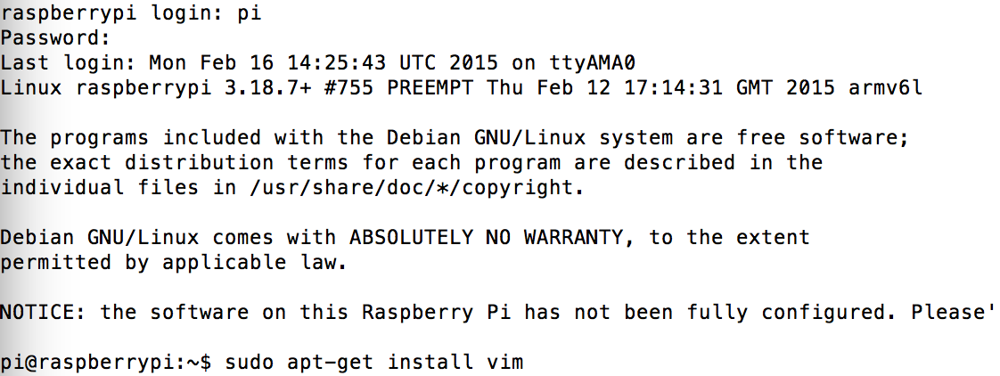 raspberrypi login: pi
Password:
Last login: Mon Feb 16 14:25:43 UTC 2015 on ttyAMA0
Linux raspberrypi 3.18.7+ #755 PREEMPT Thu Feb 12 17:14:31 GMT 2015 armv6l
The programs included with the Debian GNU/Linux system are free software;
the exact distribution terms for each program are described in the
individual files in /usr/share/doc/*/copyright.
Debian GNU/Linux comes with ABSOLUTELY NO WARRANTY, to the extent
permitted by applicable law.
NOTICE: the software on this Raspberry Pi has not been fully configured. Please'
pi@raspberrypi:~$ sudo apt-get install vim